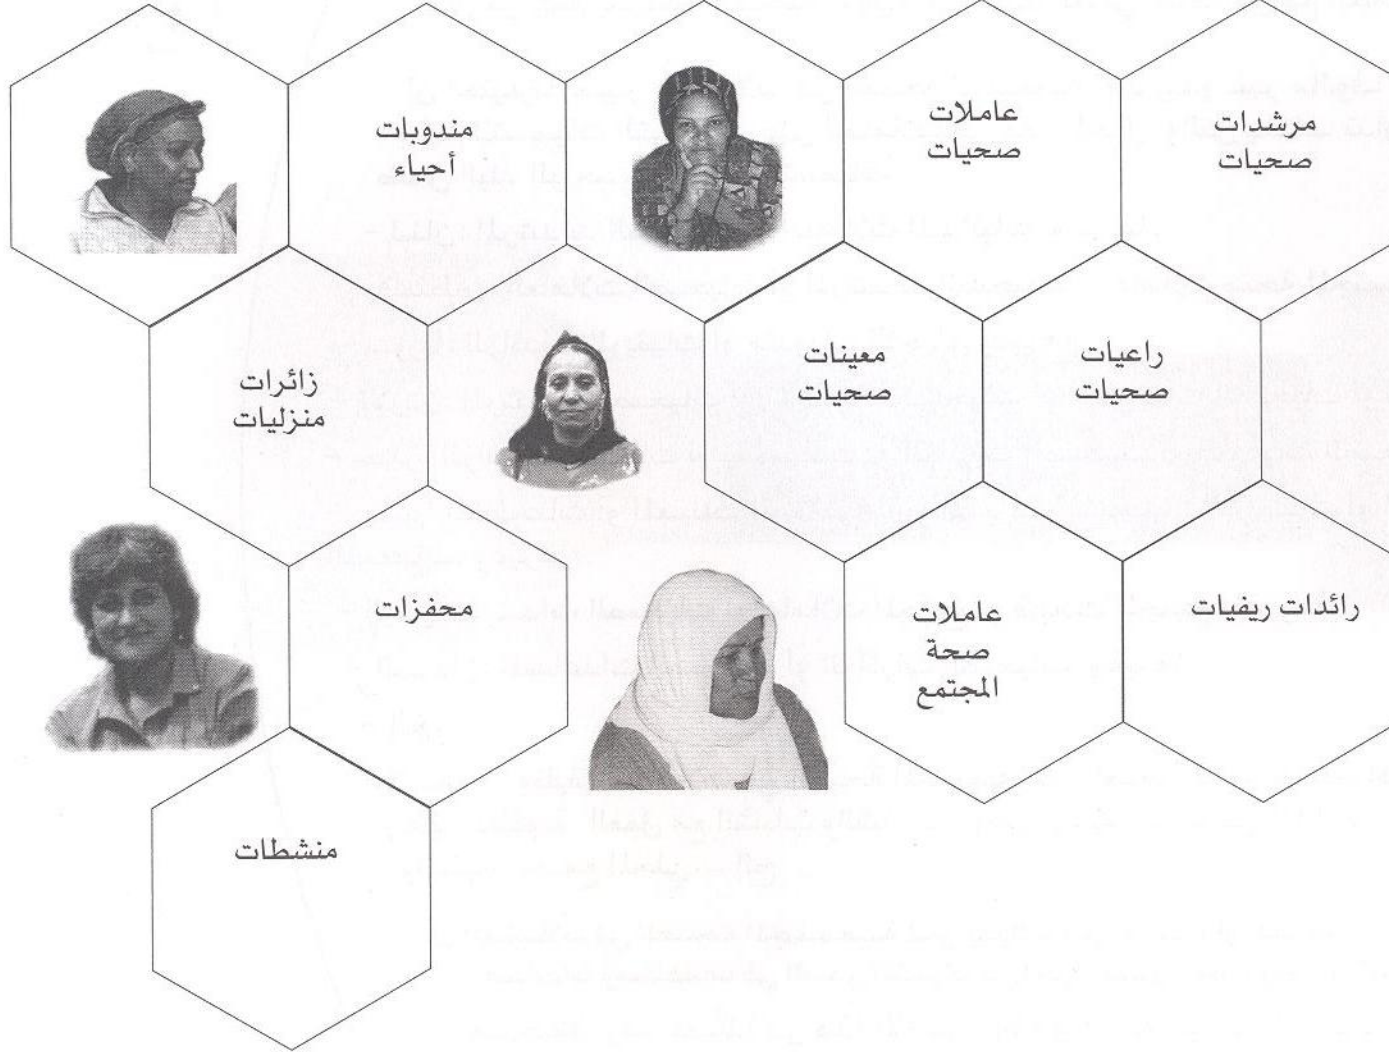 مرشدات
صحيات
عاملات
صحيات
مندوبات
أحياء
راعيات
صحيات
معينات
صحيات
زائرات
منزليات
رائدات ريفيات
عاملات
صحة
المجتمع
محفزات
منشطات